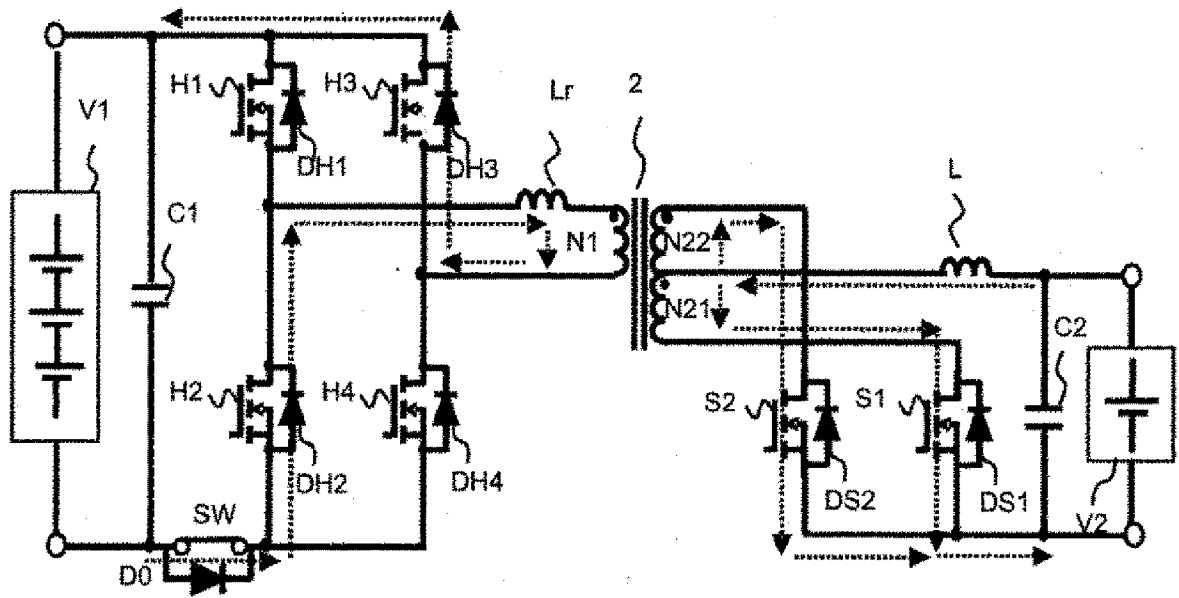 H1
H3
Lr
2
V1
DH1
DH3
L
C1
N1
N22
N21
C2
H2
H4
S2
S1
DH2
DH4
DS2
DS1
V2
SW
D0